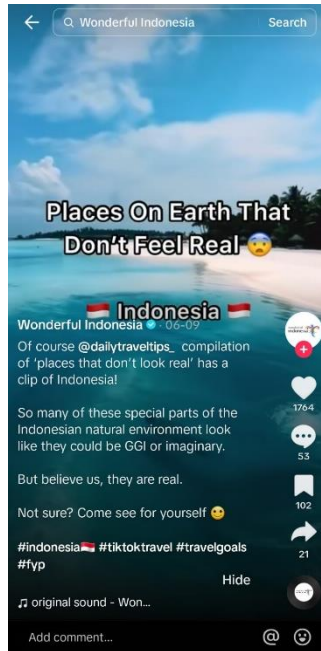 Wonderful Indonesia
Search
Places On Earth That
Don't Feel Real 😨
🇮🇩 Indonesia 🇮🇩
Wonderful Indonesia · 06-09
Of course @dailytraveltips_ compilation
of 'places that don't look real' has a
clip of Indonesia!
So many of these special parts of the
Indonesian natural environment look
like they could be GGI or imaginary.
But believe us, they are real.
Not sure? Come see for yourself 🙂
#indonesia🇮🇩 #tiktoktravel #travelgoals
#fyp
Hide
1764
53
102
21
♫ original sound - Won...
Add comment...
@